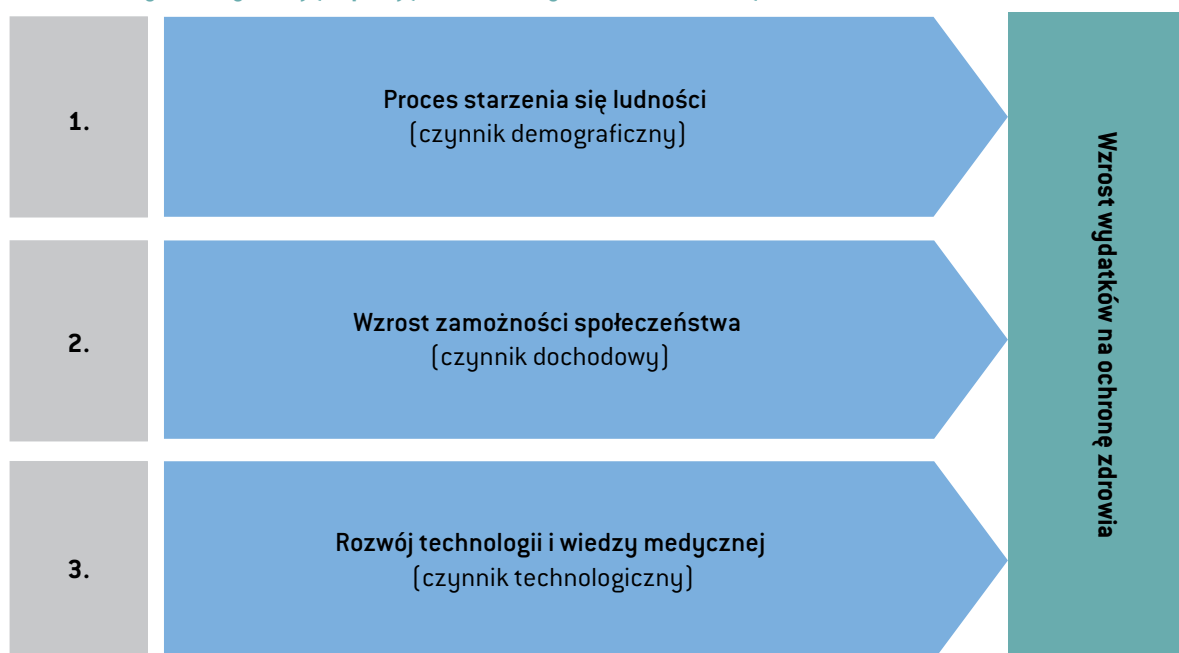 1.
Proces starzenia się ludności
(czynnik demograficzny)
2.
Wzrost zamożności społeczeństwa
(czynnik dochodowy)
3.
Rozwój technologii i wiedzy medycznej
(czynnik technologiczny)
Wzrost wydatków na ochronę zdrowia